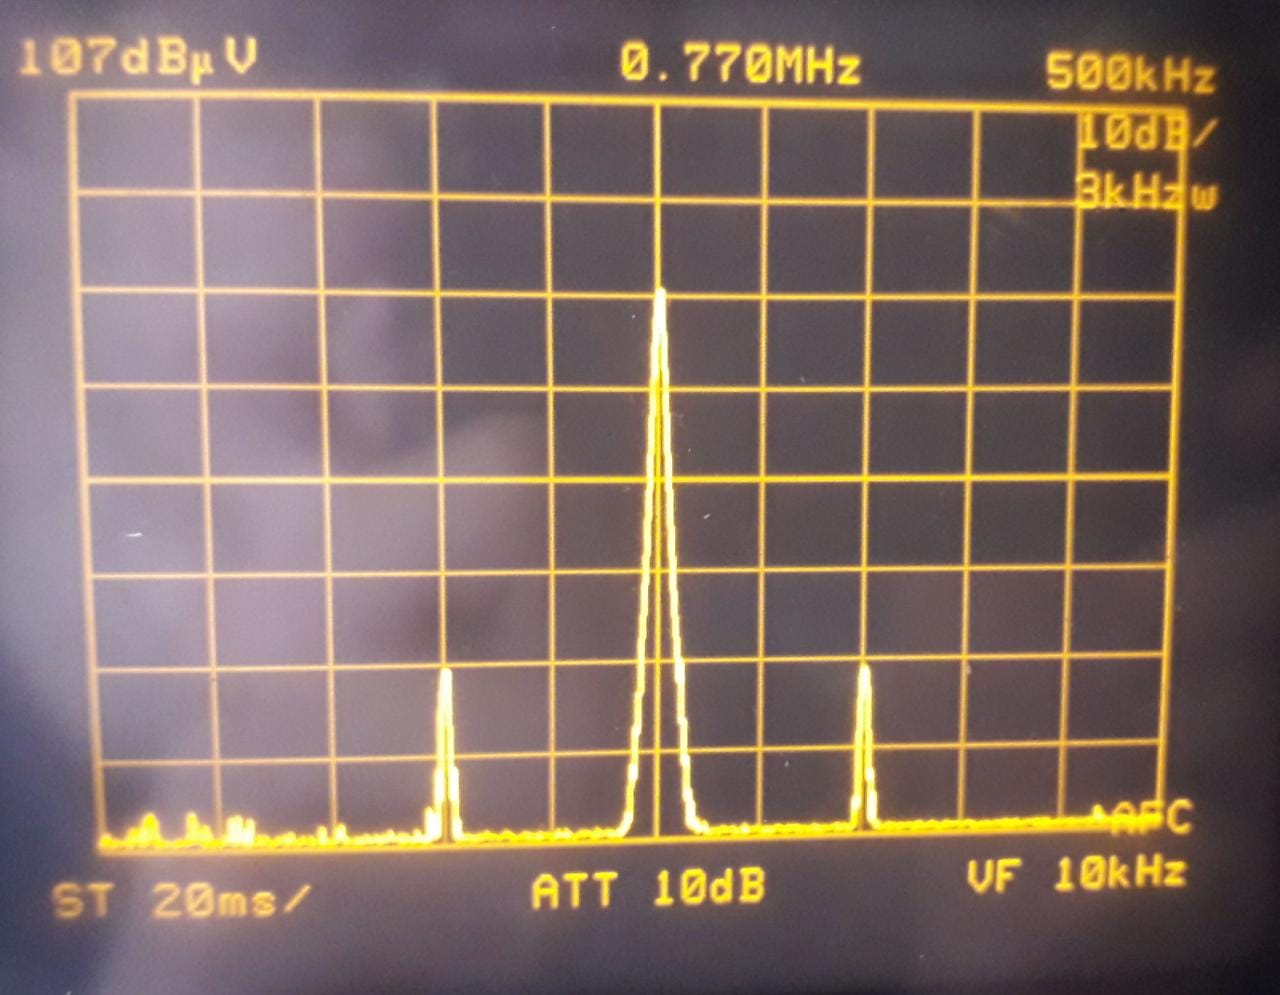 107dBμV 0.770MHz 500kHz
10dB/
3kHzw
AFC
ST 20ms/ ATT 10dB VF 10kHz